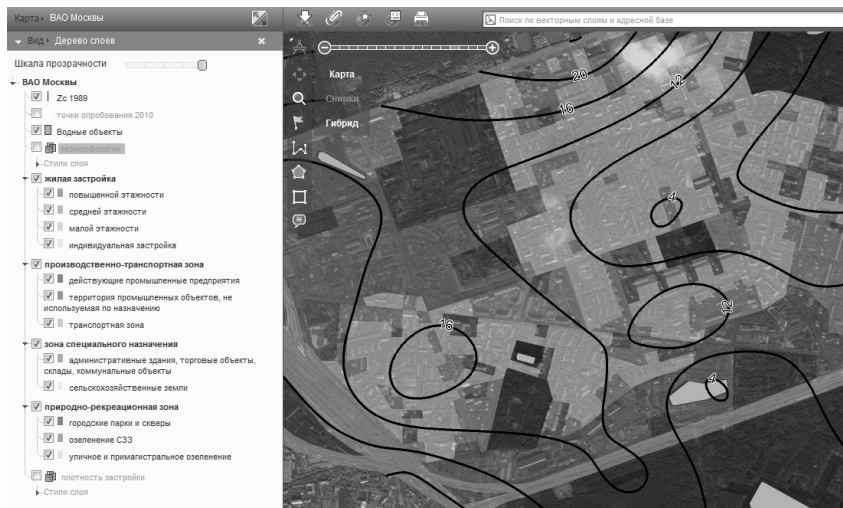 Карта ВАО Москвы
Поиск по векторным слоям и адресной базе
Вид Дерево слоев
Шкала прозрачности
ВАО Москвы
Zc 1989
точки опробования 2010
Водные объекты
геоморфология
Стили слоя
жилая застройка
повышенной этажности
средней этажности
малой этажности
индивидуальная застройка
производственно-транспортная зона
действующие промышленные предприятия
территория промышленных объектов, не
используемая по назначению
транспортная зона
зона специального назначения
административные здания, торговые объекты,
склады, коммунальные объекты
сельскохозяйственные земли
природно-рекреационная зона
городские парки и скверы
озеленение СЗЗ
уличное и примагистральное озеленение
плотность застройки
Стили слоя
Карта
Снимки
Гибрид
20
12
16
4
12
16
4